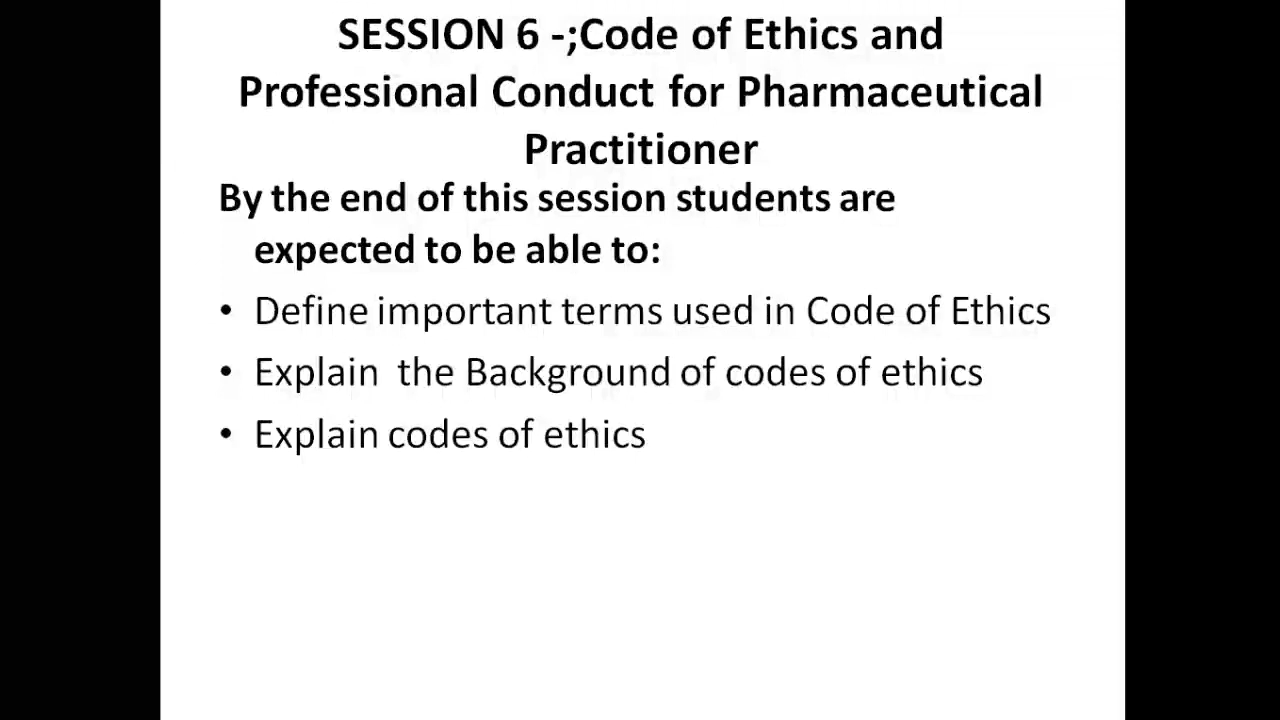 SESSION 6 -;Code of Ethics and
Professional Conduct for Pharmaceutical
Practitioner
By the end of this session students are
expected to be able to:
• Define important terms used in Code of Ethics
• Explain the Background of codes of ethics
• Explain codes of ethics